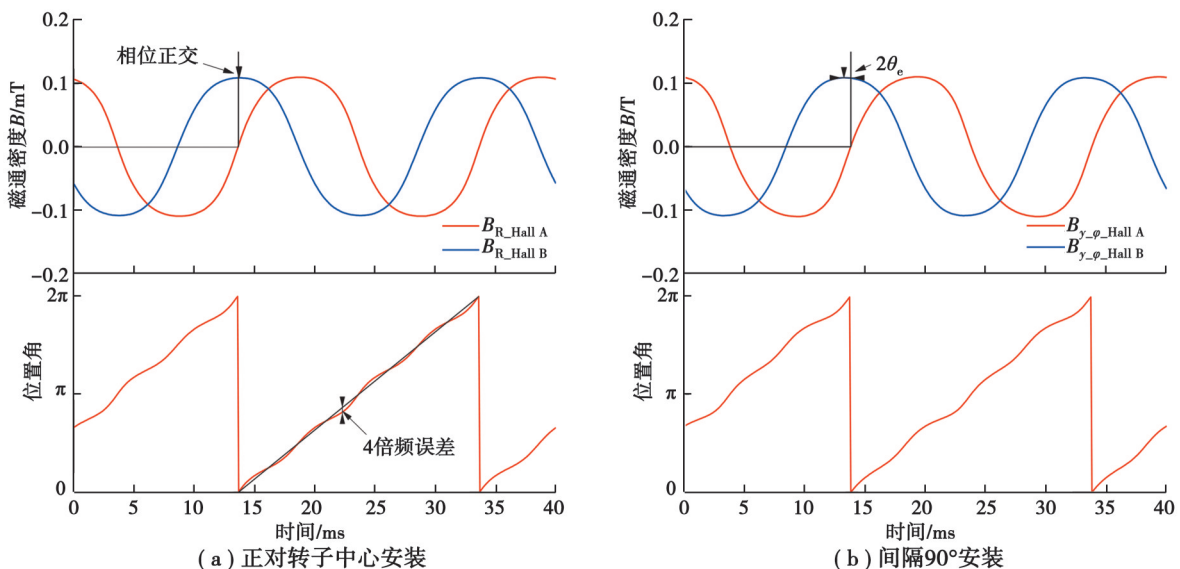 0.2
0.1
0.0
−0.1
−0.2
磁通密度B/mT
相位正交
B_R_Hall A
B_R_Hall B
2π
π
0
位置角
4倍频误差
0 5 10 15 20 25 30 35 40
时间/ms
(a)正对转子中心安装
0.2
0.1
0.0
−0.1
−0.2
磁通密度B/T
2θ_e
B_y_φ_Hall A
B_y_φ_Hall B
2π
π
0
位置角
0 5 10 15 20 25 30 35 40
时间/ms
(b)间隔90°安装